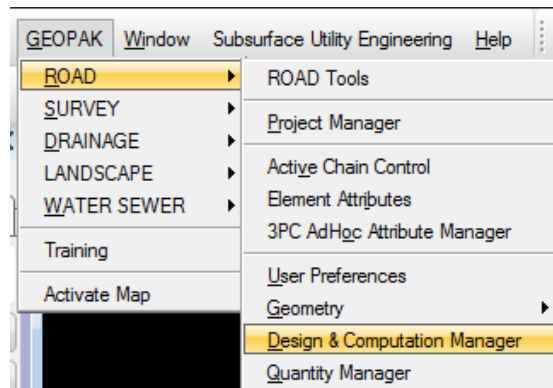 GEOPAK Window Subsurface Utility Engineering Help
ROAD
SURVEY
DRAINAGE
LANDSCAPE
WATER SEWER
Training
Activate Map
ROAD Tools
Project Manager
Active Chain Control
Element Attributes
3PC AdHoc Attribute Manager
User Preferences
Geometry
Design & Computation Manager
Quantity Manager